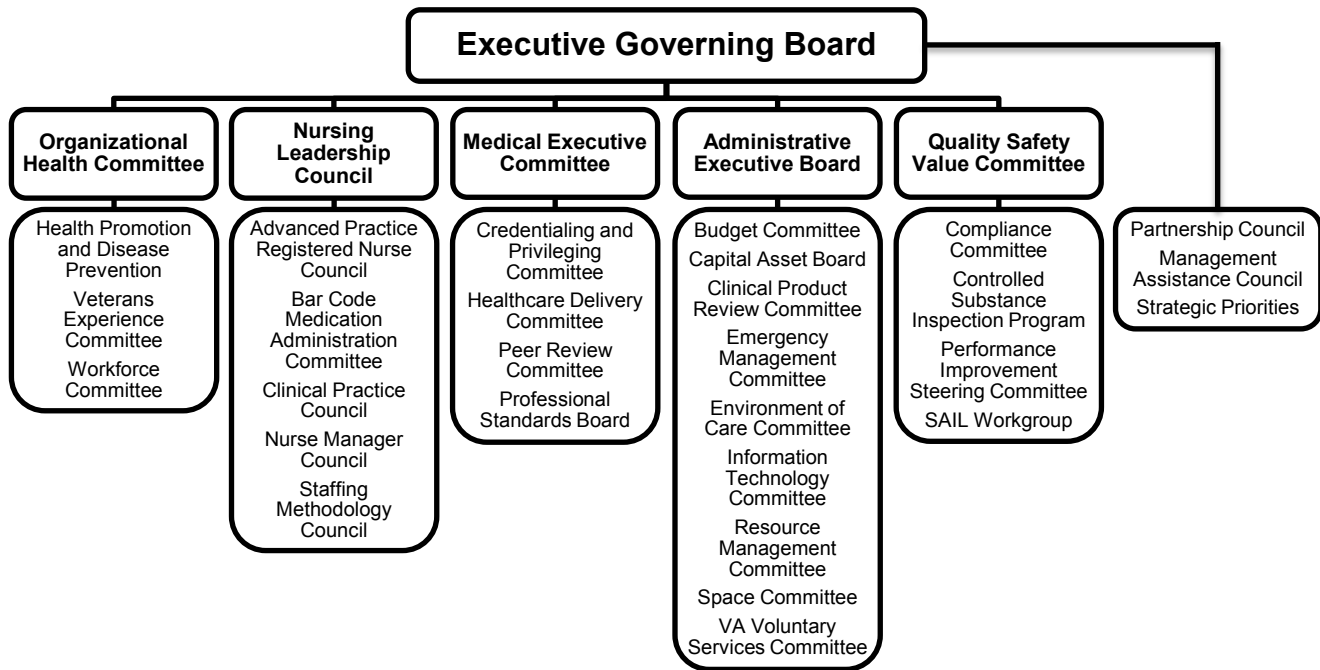 Executive Governing Board
Organizational
Health Committee
Nursing
Leadership
Council
Medical Executive
Committee
Administrative
Executive Board
Quality Safety
Value Committee
Health Promotion
and Disease
Prevention
Veterans
Experience
Committee
Workforce
Committee
Advanced Practice
Registered Nurse
Council
Bar Code
Medication
Administration
Committee
Clinical Practice
Council
Nurse Manager
Council
Staffing
Methodology
Council
Credentialing and
Privileging
Committee
Healthcare Delivery
Committee
Peer Review
Committee
Professional
Standards Board
Budget Committee
Capital Asset Board
Clinical Product
Review Committee
Emergency
Management
Committee
Environment of
Care Committee
Information
Technology
Committee
Resource
Management
Committee
Space Committee
VA Voluntary
Services Committee
Compliance
Committee
Controlled
Substance
Inspection Program
Performance
Improvement
Steering Committee
SAIL Workgroup
Partnership Council
Management
Assistance Council
Strategic Priorities